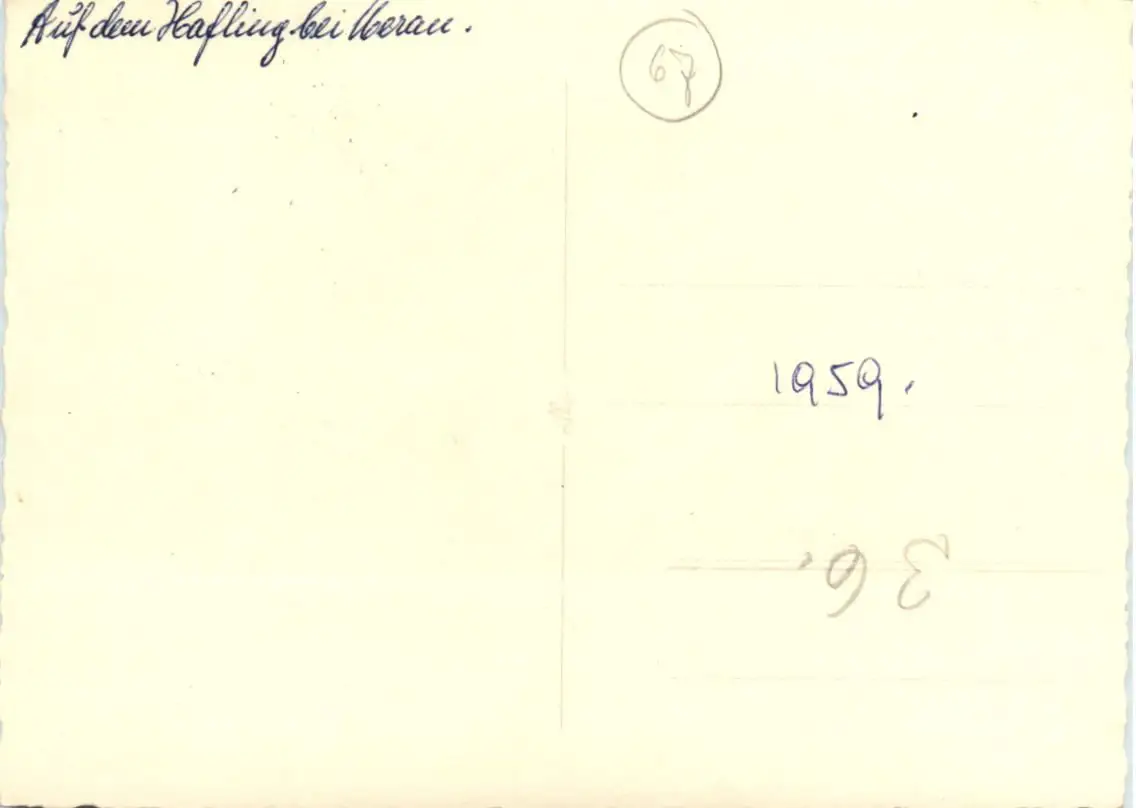 Auf dem Hafling bei Meran.
67
1959.
36.